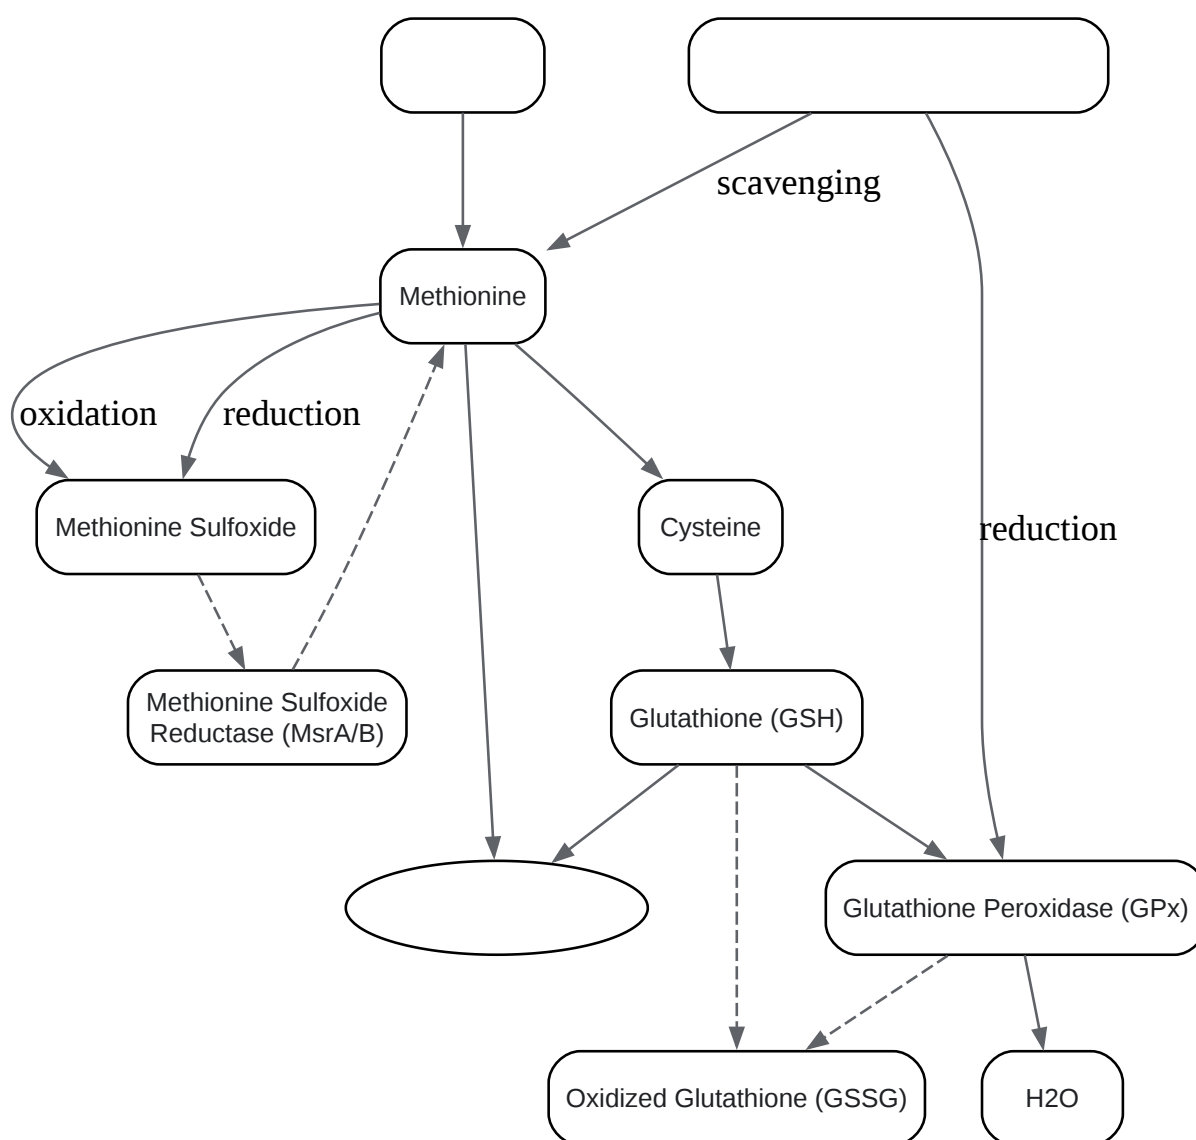 scavenging
Methionine
oxidation
reduction
Methionine Sulfoxide
Cysteine
reduction
Methionine Sulfoxide
Reductase (MsrA/B)
Glutathione (GSH)
Glutathione Peroxidase (GPx)
Oxidized Glutathione (GSSG)
H2O